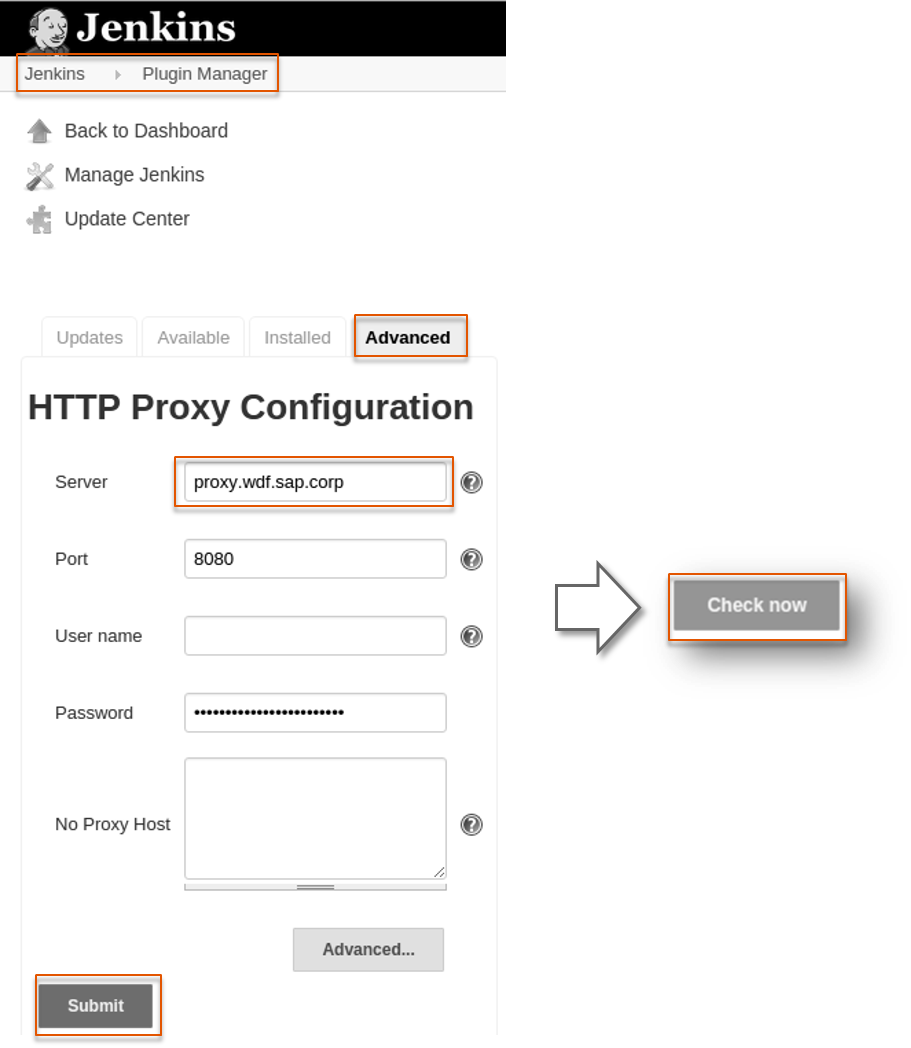 Jenkins
Jenkins Plugin Manager
Back to Dashboard
Manage Jenkins
Update Center
Updates Available Installed Advanced
HTTP Proxy Configuration
Server proxy.wdf.sap.corp ?
Port 8080 ?
User name ?
Password ••••••••••••••••••••••••
No Proxy Host ?
Advanced...
Submit
Check now